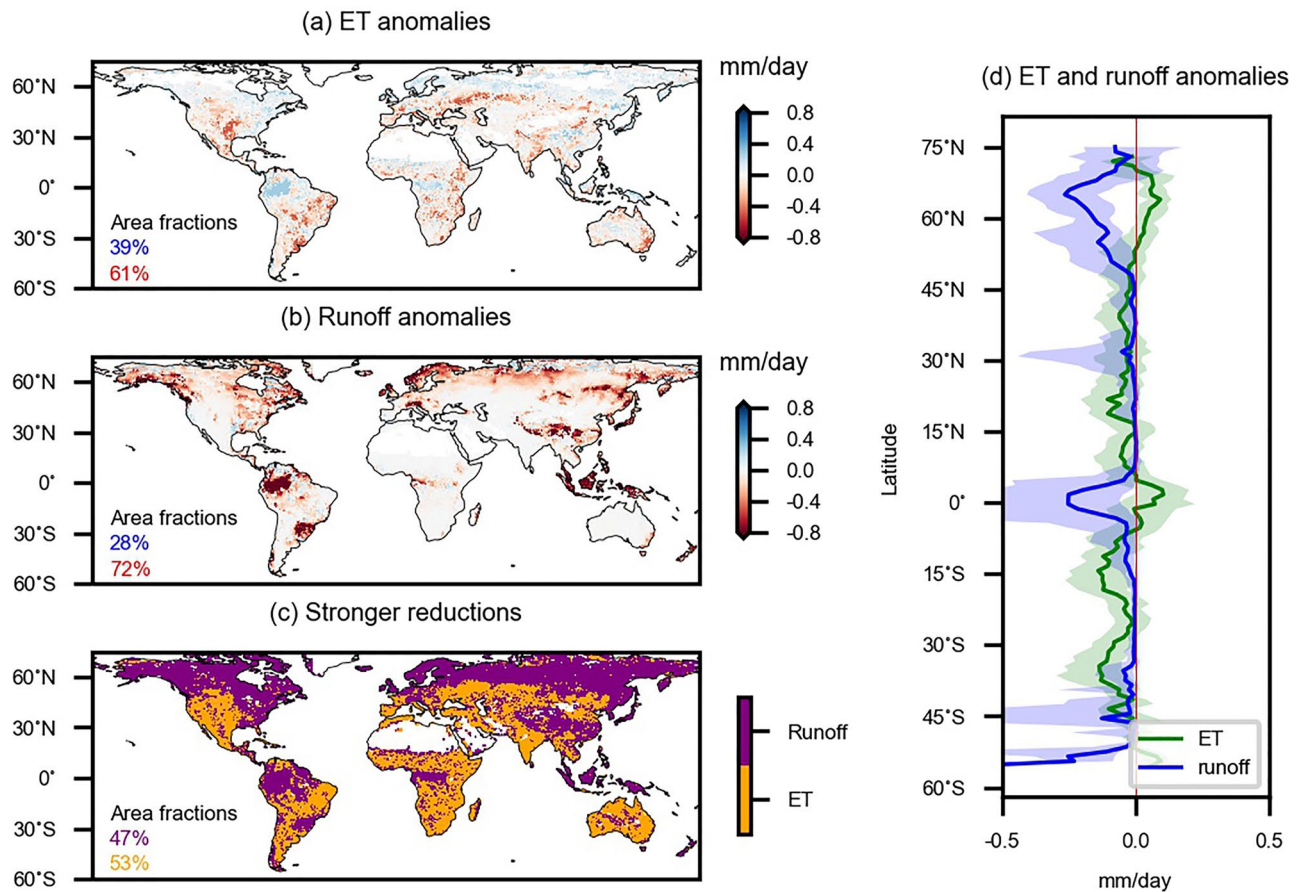 (a) ET anomalies
60°N
30°N
0°
30°S
60°S
Area fractions
39%
61%
mm/day
0.8
0.4
0.0
-0.4
-0.8
(b) Runoff anomalies
60°N
30°N
0°
30°S
60°S
Area fractions
28%
72%
mm/day
0.8
0.4
0.0
-0.4
-0.8
(c) Stronger reductions
60°N
30°N
0°
30°S
60°S
Area fractions
47%
53%
Runoff
ET
(d) ET and runoff anomalies
75°N
60°N
45°N
30°N
15°N
0°
15°S
30°S
45°S
60°S
Latitude
ET
runoff
-0.5
0.0
0.5
mm/day